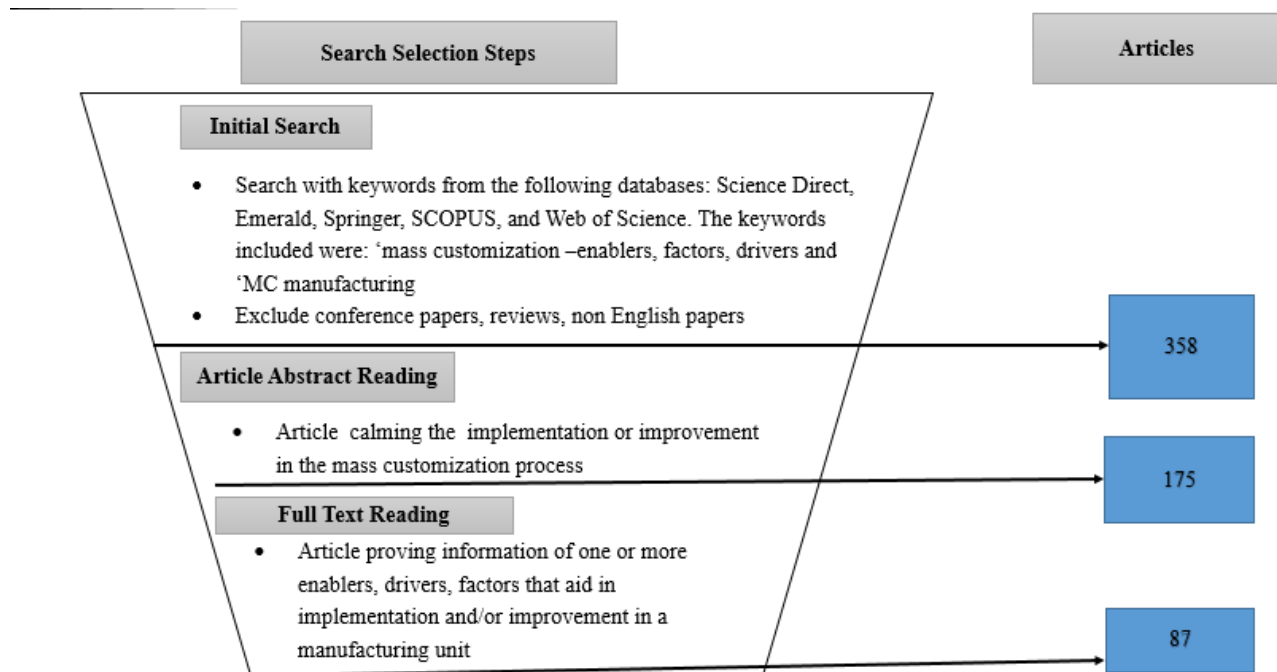 Search Selection Steps
Articles
Initial Search
• Search with keywords from the following databases: Science Direct,
Emerald, Springer, SCOPUS, and Web of Science. The keywords
included were: ‘mass customization –enablers, factors, drivers and
‘MC manufacturing
• Exclude conference papers, reviews, non English papers
358
Article Abstract Reading
• Article calming the implementation or improvement
in the mass customization process
175
Full Text Reading
• Article proving information of one or more
enablers, drivers, factors that aid in
implementation and/or improvement in a
manufacturing unit
87